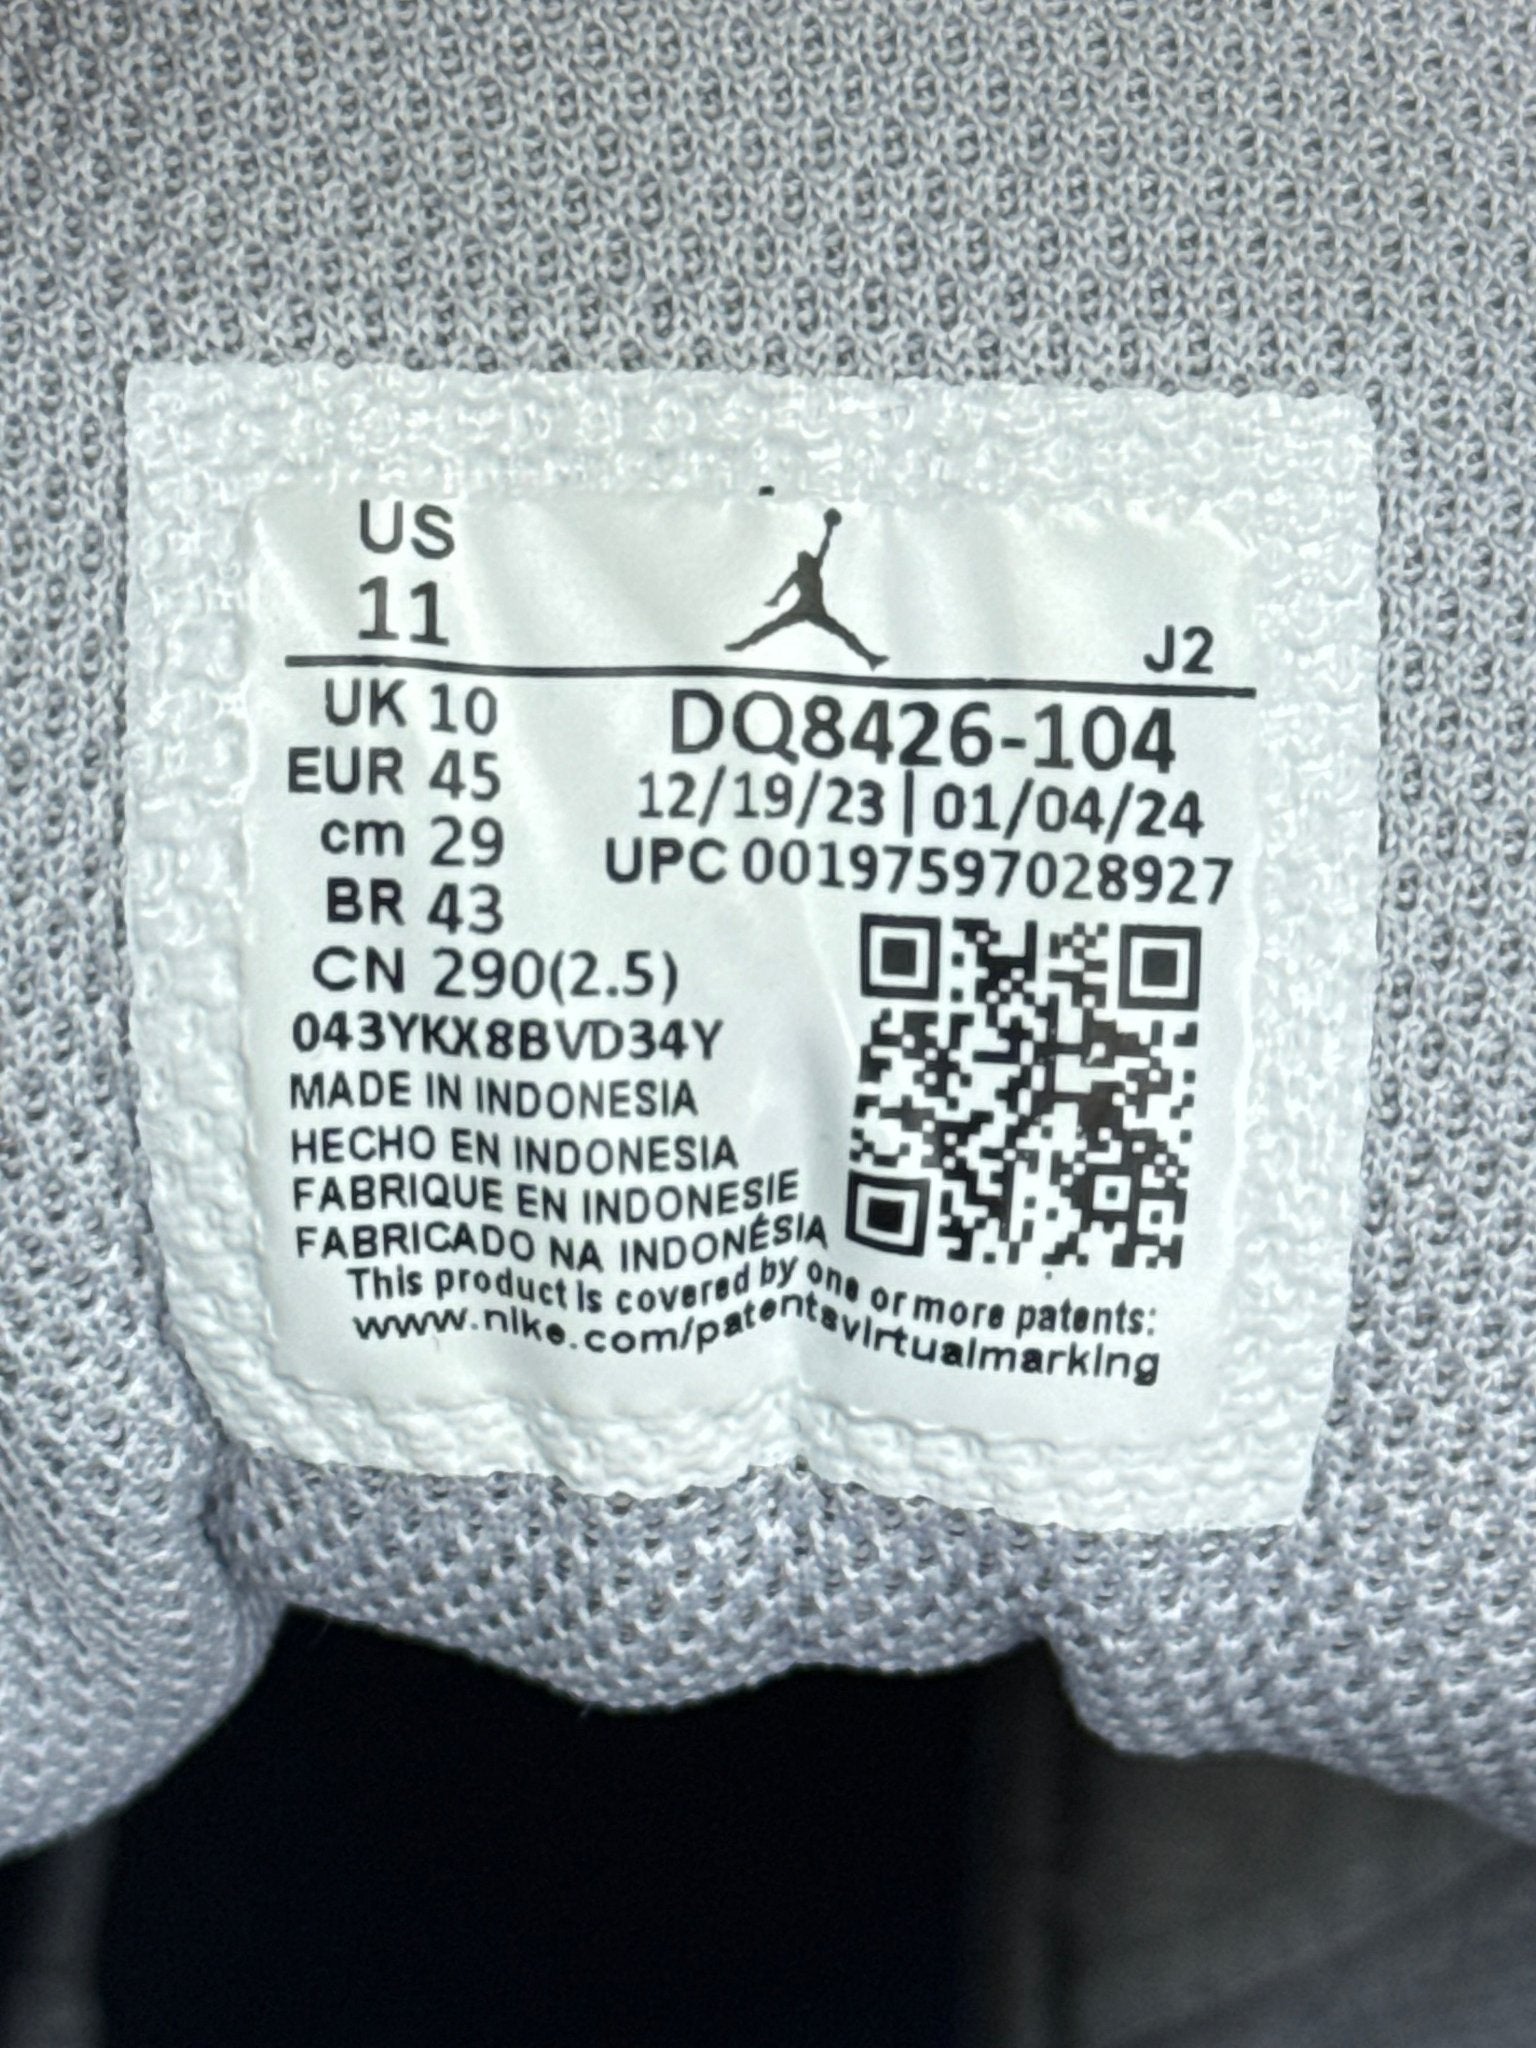 US
11
J2
UK 10
EUR 45
cm 29
BR 43
CN 290(2.5)
DQ8426-104
12/19/23 | 01/04/24
UPC 00197597028927
043YKX8BVD34Y
MADE IN INDONESIA
HECHO EN INDONESIA
FABRIQUE EN INDONESIE
FABRICADO NA INDONÉSIA
This product is covered by one or more patents:
www.nike.com/patentsvirtualmarking